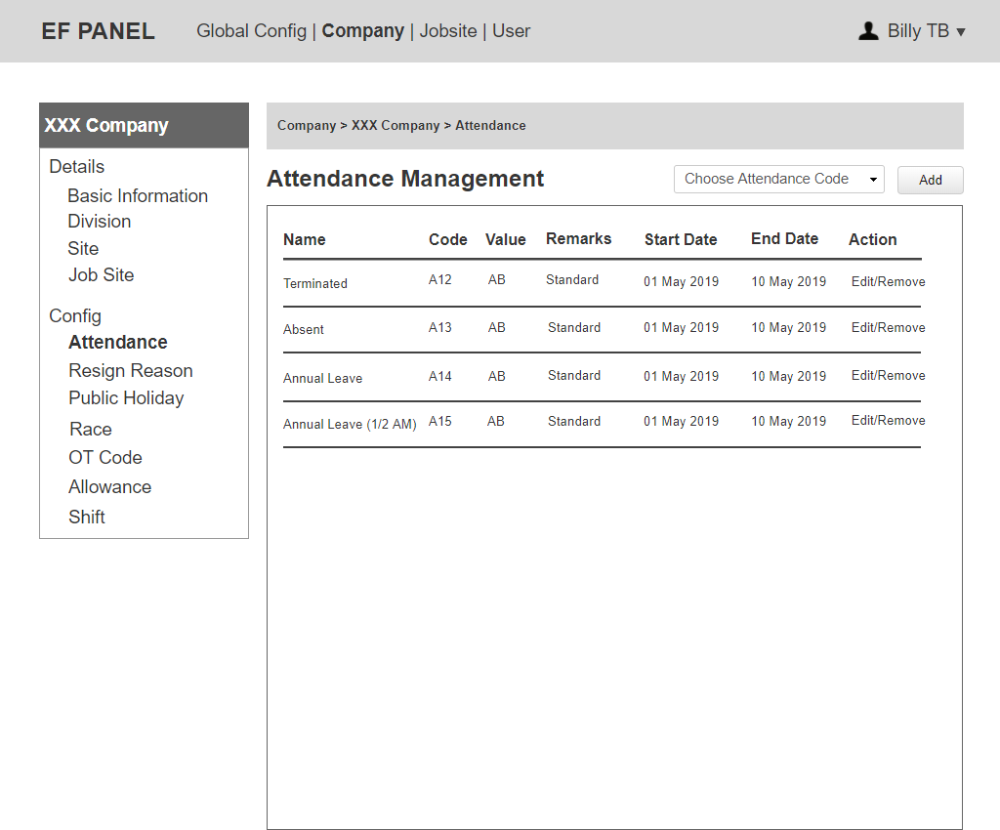 EF PANEL Global Config | Company | Jobsite | User Billy TB ▼
XXX Company
Details
Basic Information
Division
Site
Job Site
Config
Attendance
Resign Reason
Public Holiday
Race
OT Code
Allowance
Shift
Company > XXX Company > Attendance
Attendance Management Choose Attendance Code Add
Name Code Value Remarks Start Date End Date Action
Terminated A12 AB Standard 01 May 2019 10 May 2019 Edit/Remove
Absent A13 AB Standard 01 May 2019 10 May 2019 Edit/Remove
Annual Leave A14 AB Standard 01 May 2019 10 May 2019 Edit/Remove
Annual Leave (1/2 AM) A15 AB Standard 01 May 2019 10 May 2019 Edit/Remove